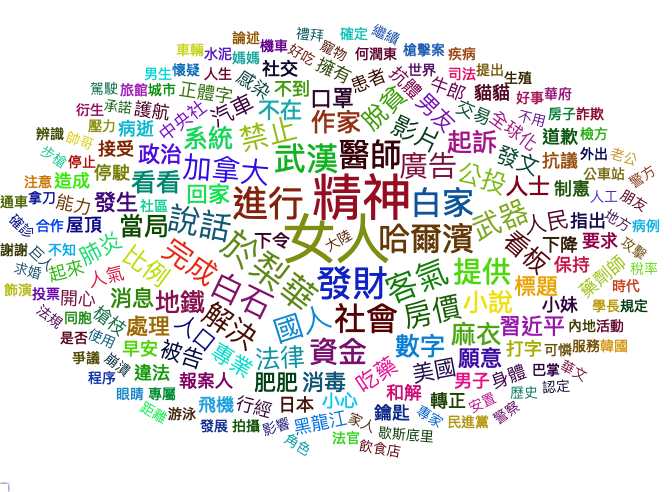 禮拜 確定 繼續
論述 機車 好吃 寵物 何潤東 槍擊案 疾病
車輛 水泥 媽媽 世界 司法 提出 生殖
男生 懷疑 人生 社交 擁有 患者 抗體 牛郎 貓貓 好事 華府
駕駛 旅館 城市 正體字 感染 不到 口罩 脫貧 男友 交易 全球化 不用 房子 詐欺
衍生 承諾 護航 中央社 汽車 不在 作家 影片 起訴 發文 道歉 檢方
壓力 病逝 系統 禁止 武漢 醫師 廣告 公投 抗議 外出 老公
辨識 帥哥 接受 政治 加拿大 人士 制憲 公車站 警方
步槍 停止 停駛 看看 回家 進行 精神 白家 武器 人工 朋友
注意 造成 發生 社區 說話 女人 哈爾濱 人民 指出 地方 病例
通車 拿刀 能力 當局 於梨華 下令 大陸 看板 下降 要求 攻擊
確診 合作 屋頂 完成 發財 客氣 提供 保持 藥劑師 稅率
謝謝 巨人 不知 肺炎 比例 白石 房價 小說 標題 時代
求婚 起來 人氣 消息 地鐵 解決 國人 社會 麻衣 習近平 小妹 學長 規定
飾演 投票 開心 槍枝 處理 人口 資金 數字 打字 內地 活動
法規 同胞 是否 使用 早安 被告 專業 法律 吃藥 美國 願意 可憐 服務 韓國
爭議 崩潰 違法 報案人 肥肥 消毒 和解 男子 身體 巴掌 華文
程序 眼睛 專屬 飛機 行經 日本 小心 鑰匙 轉正 安置 歷史 認定
距離 游泳 發展 拍攝 影響 黑龍江 家人 專家 民進黨 警察
角色 法官 歇斯底里 飲食店